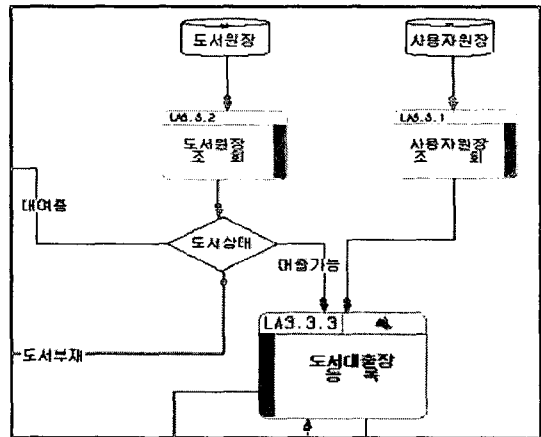 도서원장
사용자원장
LA3.3.2
도서원장
조 회
LA3.3.1
사용자원장
조 회
대여중
도서상태
대출가능
LA3.3.3
도서대출장
등 록
도서부재